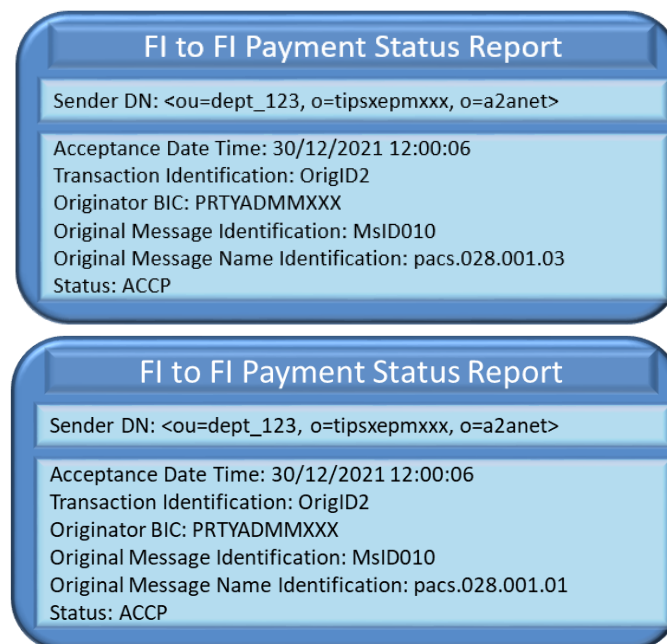 FI to FI Payment Status Report
Sender DN: <ou=dept_123, o=tipsxepmxxx, o=a2anet>
Acceptance Date Time: 30/12/2021 12:00:06
Transaction Identification: OrigID2
Originator BIC: PRTYADMMXXX
Original Message Identification: MsID010
Original Message Name Identification: pacs.028.001.03
Status: ACCP
FI to FI Payment Status Report
Sender DN: <ou=dept_123, o=tipsxepmxxx, o=a2anet>
Acceptance Date Time: 30/12/2021 12:00:06
Transaction Identification: OrigID2
Originator BIC: PRTYADMMXXX
Original Message Identification: MsID010
Original Message Name Identification: pacs.028.001.01
Status: ACCP